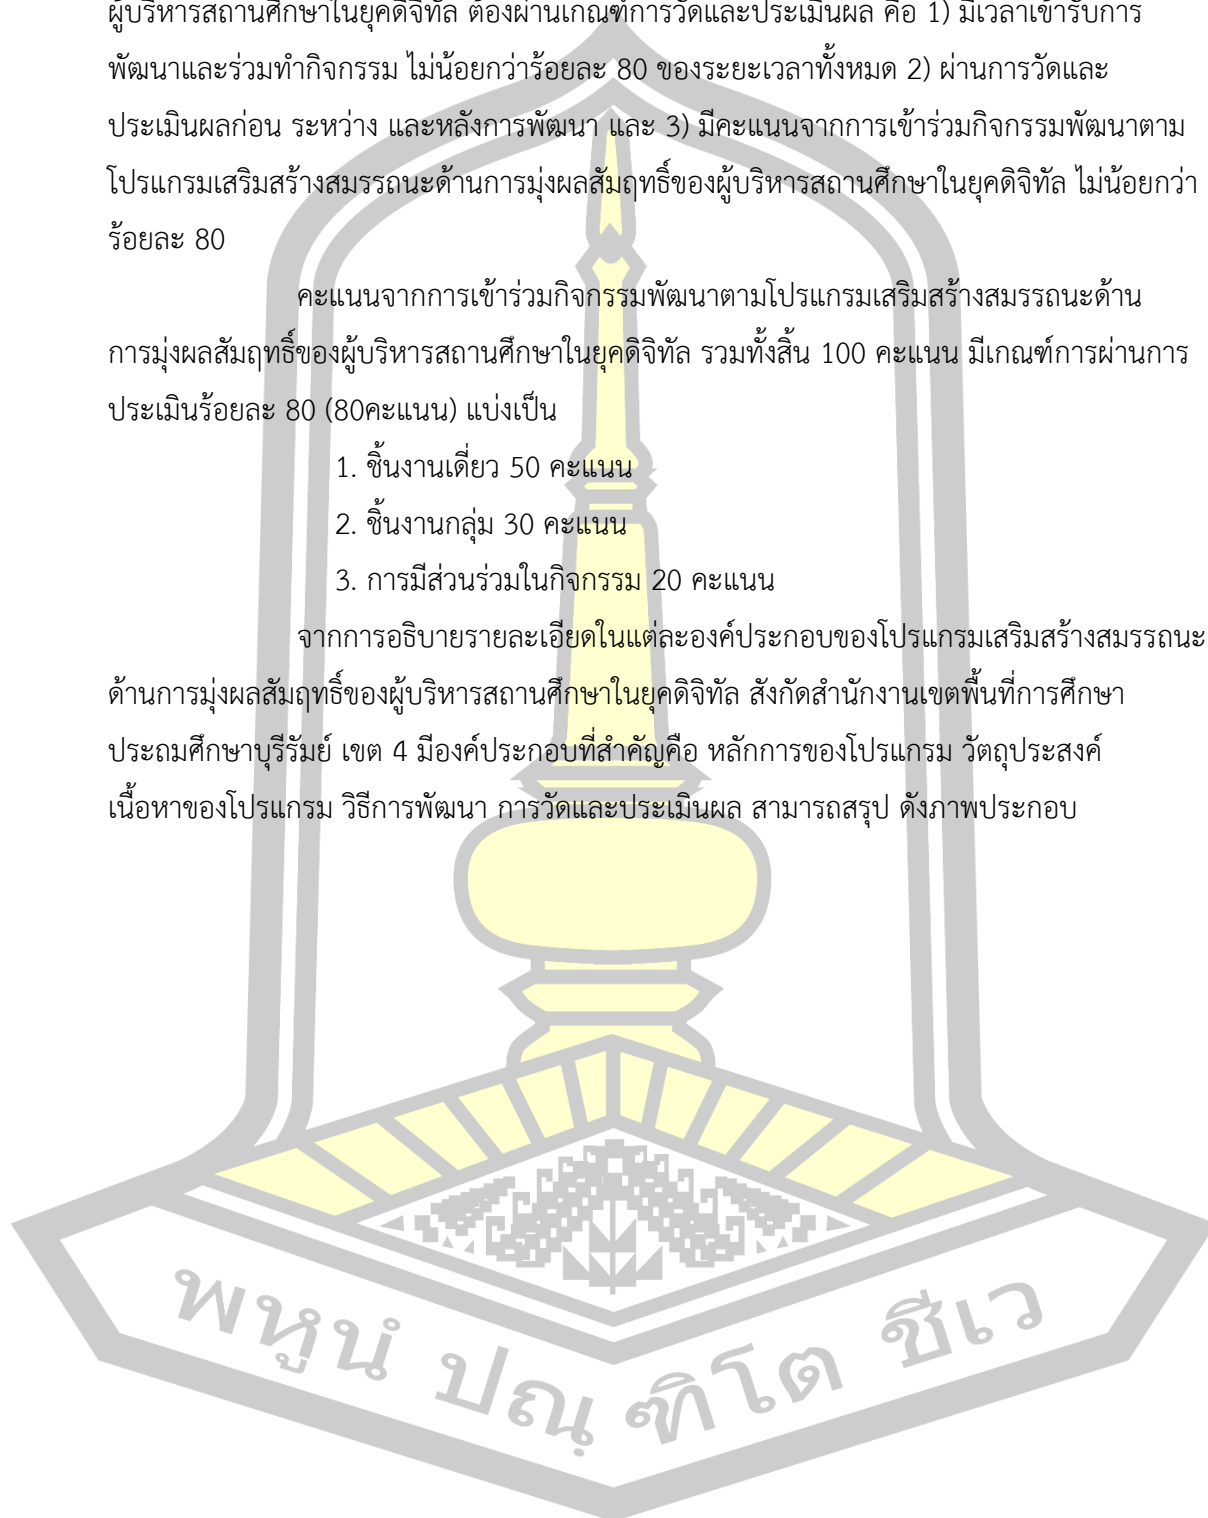 ผู้บริหารสถานศึกษาในยุคดิจิทัล ต้องผ่านเกณฑ์การวัดและประเมินผล คือ 1) มีเวลาเข้ารับการ
พัฒนาและร่วมทำกิจกรรม ไม่น้อยกว่าร้อยละ 80 ของระยะเวลาทั้งหมด 2) ผ่านการวัดและ
ประเมินผลก่อน ระหว่าง และหลังการพัฒนา และ 3) มีคะแนนจากการเข้าร่วมกิจกรรมพัฒนาตาม
โปรแกรมเสริมสร้างสมรรถนะด้านการมุ่งผลสัมฤทธิ์ของผู้บริหารสถานศึกษาในยุคดิจิทัล ไม่น้อยกว่า
ร้อยละ 80
คะแนนจากการเข้าร่วมกิจกรรมพัฒนาตามโปรแกรมเสริมสร้างสมรรถนะด้าน
การมุ่งผลสัมฤทธิ์ของผู้บริหารสถานศึกษาในยุคดิจิทัล รวมทั้งสิ้น 100 คะแนน มีเกณฑ์การผ่านการ
ประเมินร้อยละ 80 (80คะแนน) แบ่งเป็น
1. ชิ้นงานเดี่ยว 50 คะแนน
2. ชิ้นงานกลุ่ม 30 คะแนน
3. การมีส่วนร่วมในกิจกรรม 20 คะแนน
จากการอธิบายรายละเอียดในแต่ละองค์ประกอบของโปรแกรมเสริมสร้างสมรรถนะ
ด้านการมุ่งผลสัมฤทธิ์ของผู้บริหารสถานศึกษาในยุคดิจิทัล สังกัดสำนักงานเขตพื้นที่การศึกษา
ประถมศึกษาบุรีรัมย์ เขต 4 มีองค์ประกอบที่สำคัญคือ หลักการของโปรแกรม วัตถุประสงค์
เนื้อหาของโปรแกรม วิธีการพัฒนา การวัดและประเมินผล สามารถสรุป ดังภาพประกอบ
พหูนํ ปณฺฑิโต ชีเว